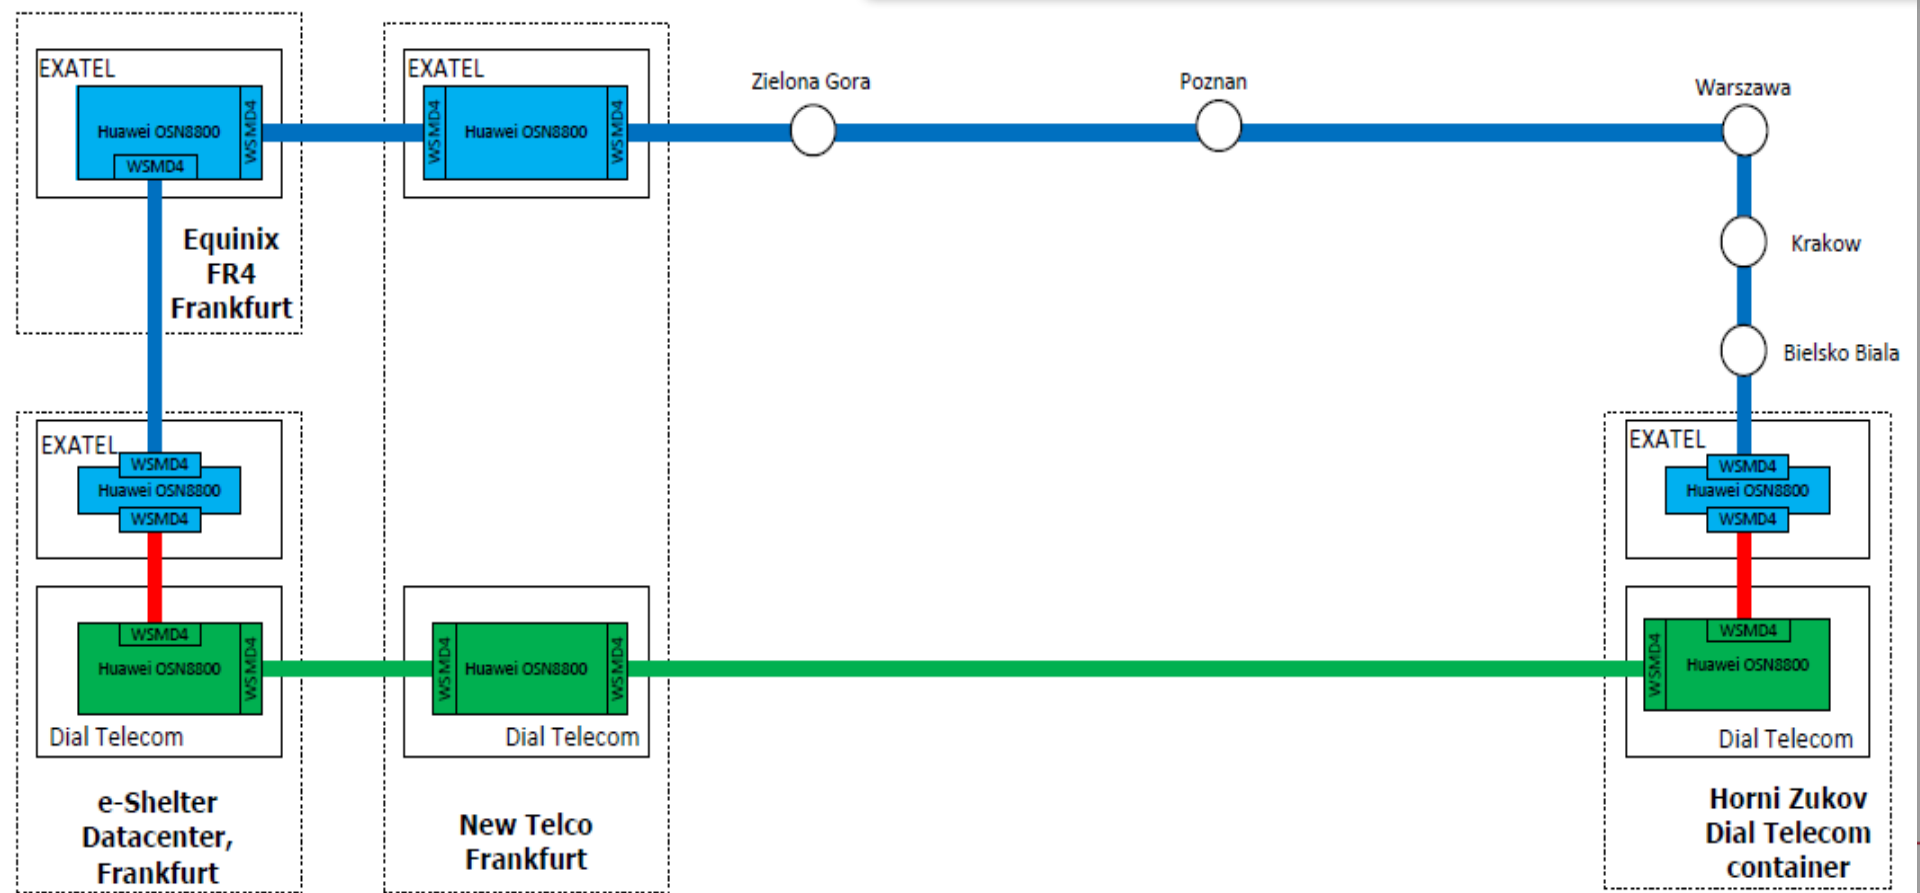 EXATEL
Huawei OSN8800
WSMD4
WSMD4
Equinix
FR4
Frankfurt
EXATEL
WSMD4
Huawei OSN8800
WSMD4
Zielona Gora
Poznan
Warszawa
Krakow
Bielsko Biala
EXATEL
WSMD4
Huawei OSN8800
WSMD4
WSMD4
Huawei OSN8800
WSMD4
Dial Telecom
e-Shelter
Datacenter,
Frankfurt
WSMD4
Huawei OSN8800
WSMD4
Dial Telecom
New Telco
Frankfurt
EXATEL
WSMD4
Huawei OSN8800
WSMD4
WSMD4
WSMD4
Huawei OSN8800
Dial Telecom
Horni Zukov
Dial Telecom
container